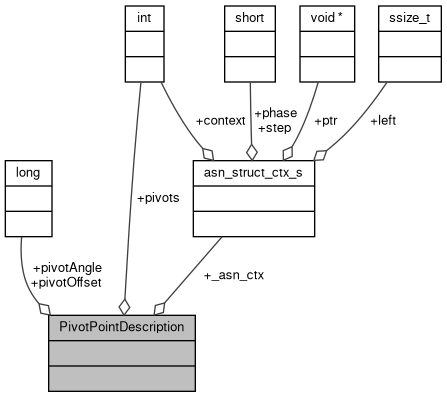 int
short
void *
ssize_t
+context
+phase
+step
+ptr
+left
long
asn_struct_ctx_s
+pivots
+pivotAngle
+pivotOffset
+_asn_ctx
PivotPointDescription